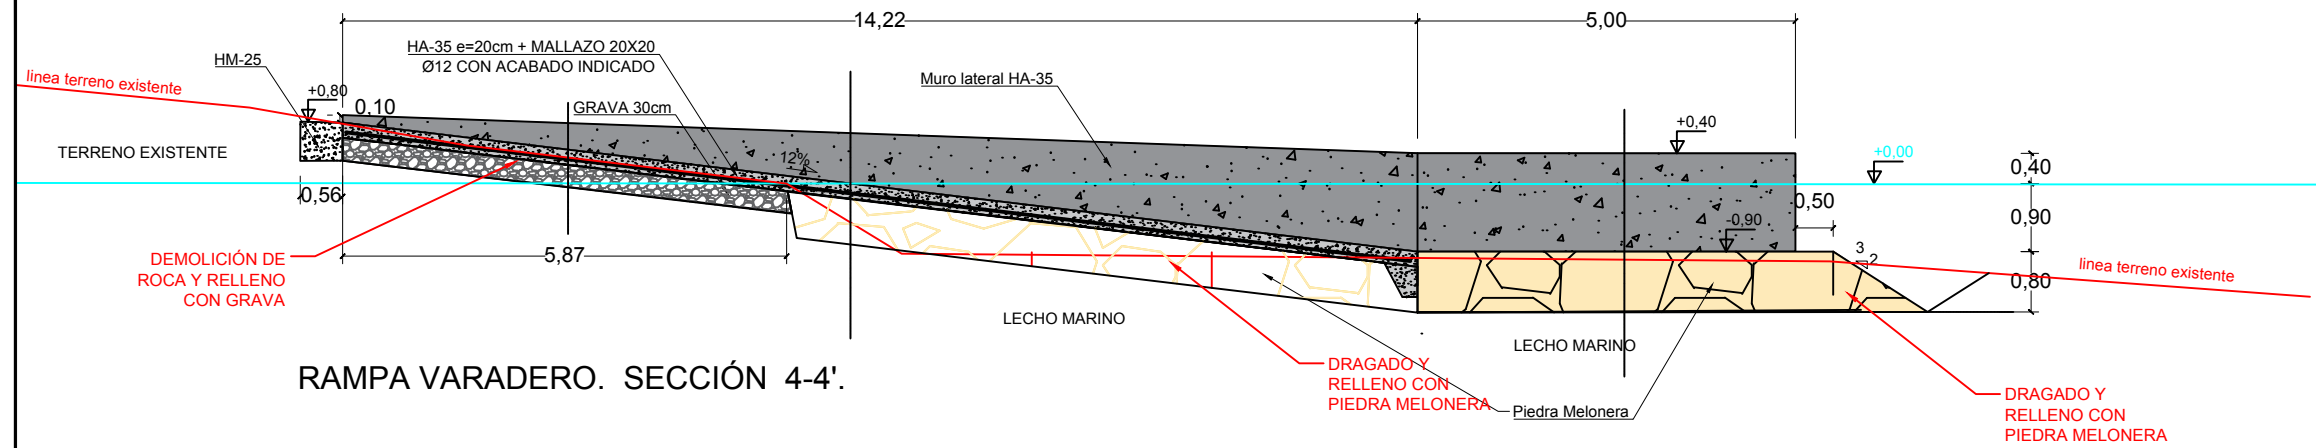 14,22
5,00
HA-35 e=20cm + MALLAZO 20X20
Ø12 CON ACABADO INDICADO
HM-25
linea terreno existente
Muro lateral HA-35
+0,80
0,10
GRAVA 30cm
+0,40
TERRENO EXISTENTE
12%
+0,00
0,40
0,56
0,50
-0,90
0,90
5,87
3
2
DEMOLICIÓN DE
ROCA Y RELLENO
CON GRAVA
linea terreno existente
0,80
LECHO MARINO
LECHO MARINO
RAMPA VARADERO. SECCIÓN 4-4'.
DRAGADO Y
RELLENO CON
PIEDRA MELONERA
Piedra Melonera
DRAGADO Y
RELLENO CON
PIEDRA MELONERA